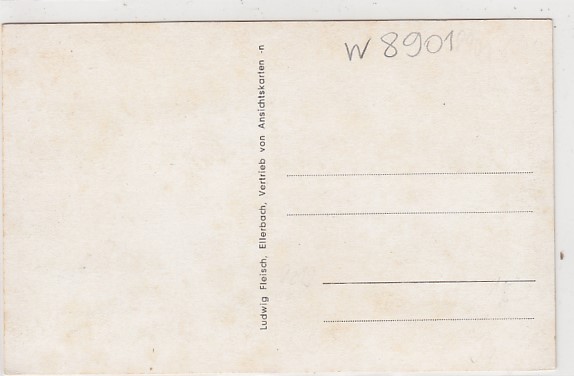 W 8901
Ludwig Fleisch, Ellerbach, Vertrieb von Ansichtskarten -n